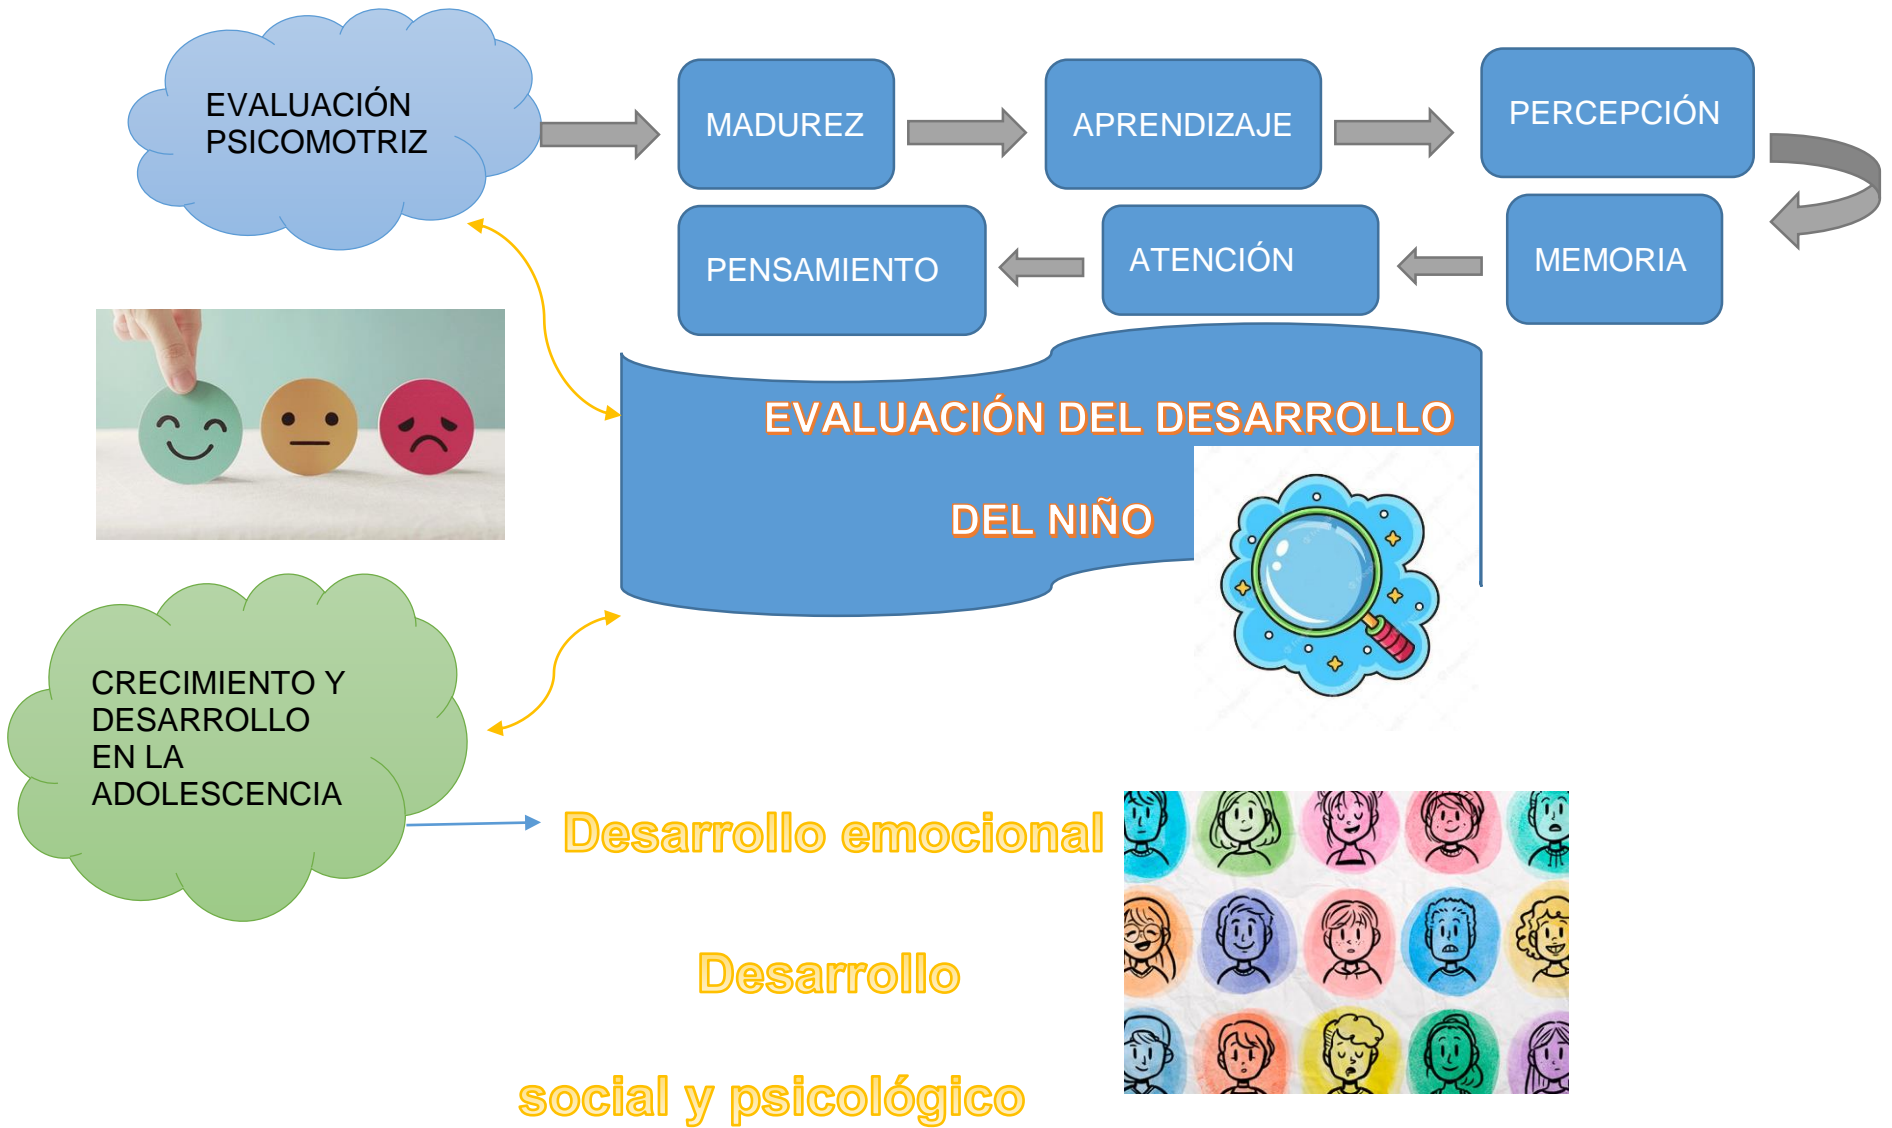 EVALUACIÓN
PSICOMOTRIZ
MADUREZ
APRENDIZAJE
PERCEPCIÓN
PENSAMIENTO
ATENCIÓN
MEMORIA
EVALUACIÓN DEL DESARROLLO
DEL NIÑO
CRECIMIENTO Y
DESARROLLO
EN LA
ADOLESCENCIA
Desarrollo emocional
Desarrollo
social y psicológico